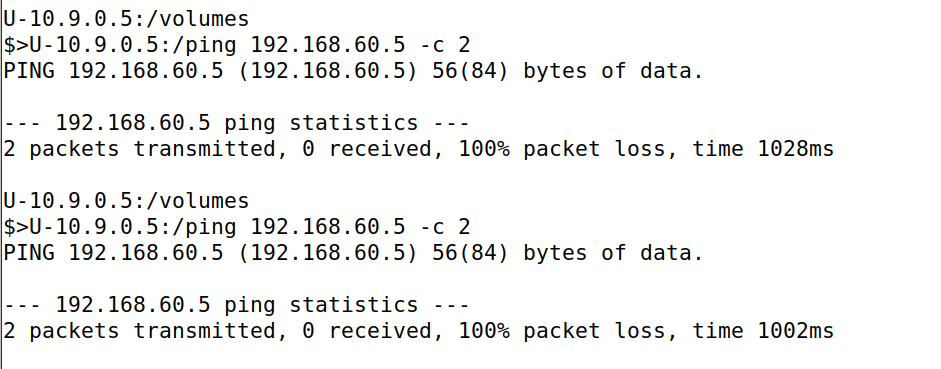 U-10.9.0.5:/volumes
$>U-10.9.0.5:/ping 192.168.60.5 -c 2
PING 192.168.60.5 (192.168.60.5) 56(84) bytes of data.
--- 192.168.60.5 ping statistics ---
2 packets transmitted, 0 received, 100% packet loss, time 1028ms
U-10.9.0.5:/volumes
$>U-10.9.0.5:/ping 192.168.60.5 -c 2
PING 192.168.60.5 (192.168.60.5) 56(84) bytes of data.
--- 192.168.60.5 ping statistics ---
2 packets transmitted, 0 received, 100% packet loss, time 1002ms